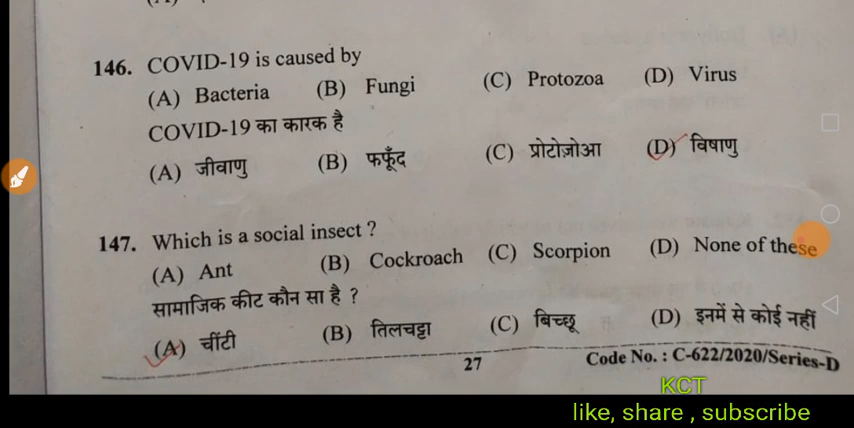 146. COVID-19 is caused by
(A) Bacteria (B) Fungi (C) Protozoa (D) Virus
COVID-19 का कारक है
(A) जीवाणु (B) फफूँद (C) प्रोटोज़ोआ (D) विषाणु
147. Which is a social insect ?
(A) Ant (B) Cockroach (C) Scorpion (D) None of these
सामाजिक कीट कौन सा है ?
(A) चींटी (B) तिलचट्टा (C) बिच्छू (D) इनमें से कोई नहीं
27 Code No. : C-622/2020/Series-D
KCT
like, share , subscribe